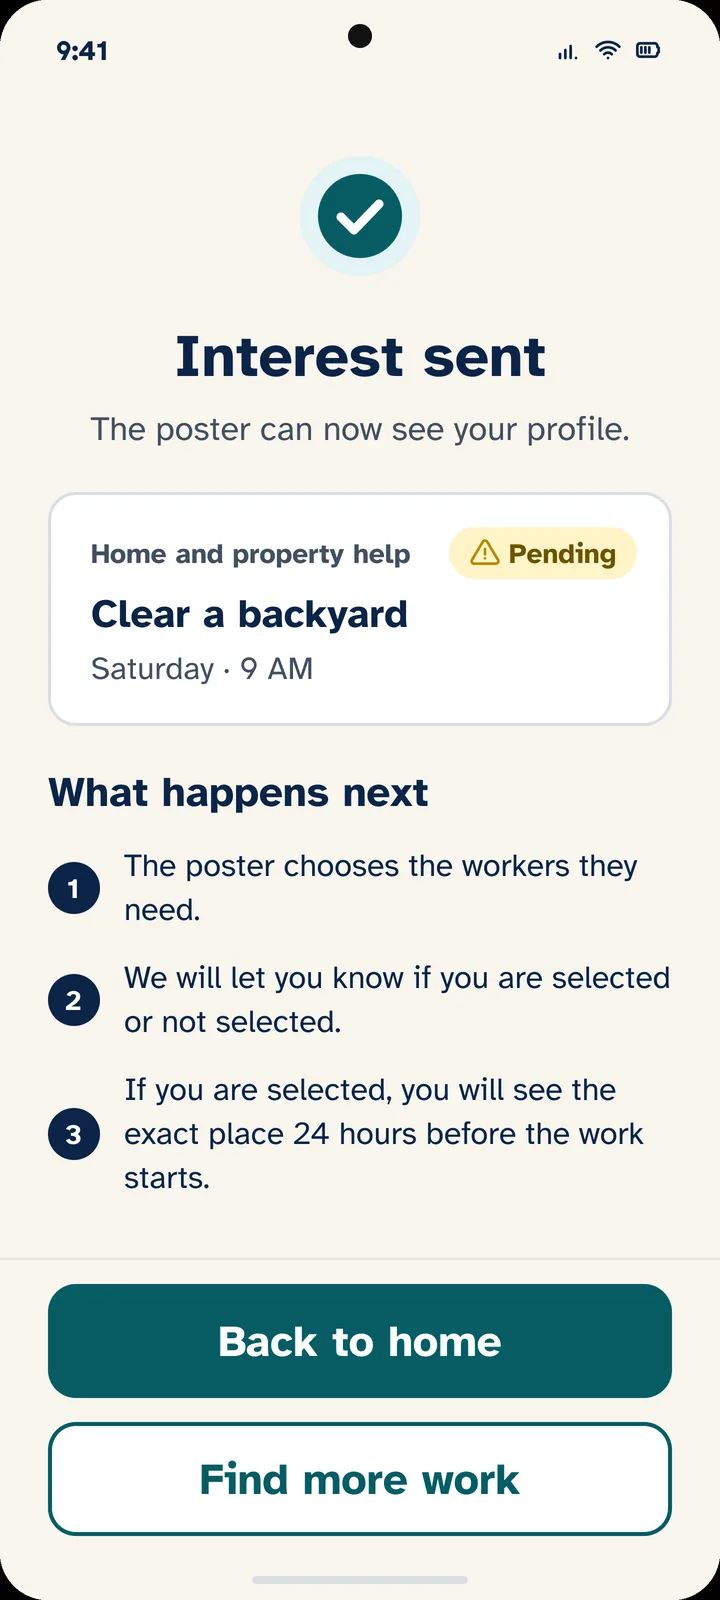 9:41
Interest sent
The poster can now see your profile.
Home and property help
Pending
Clear a backyard
Saturday · 9 AM
What happens next
1
The poster chooses the workers they
need.
2
We will let you know if you are selected
or not selected.
3
If you are selected, you will see the
exact place 24 hours before the work
starts.
Back to home
Find more work